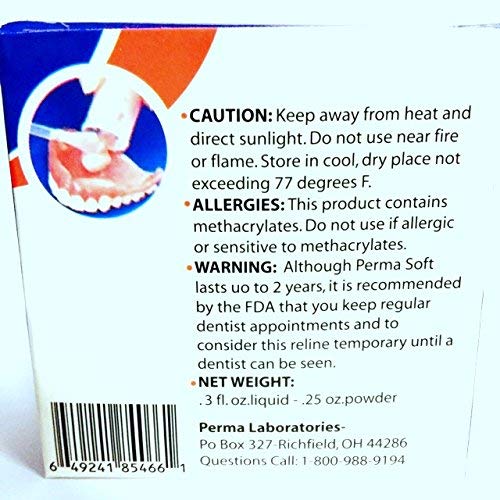 •CAUTION: Keep away from heat and
direct sunlight. Do not use near fire
or flame. Store in cool, dry place not
exceeding 77 degrees F.
•ALLERGIES: This product contains
methacrylates. Do not use if allergic
or sensitive to methacrylates.
•WARNING: Although Perma Soft
lasts uo to 2 years, it is recommended
by the FDA that you keep regular
dentist appointments and to
consider this reline temporary until a
dentist can be seen.
•NET WEIGHT:
.3 fl. oz.liquid - .25 oz.powder
Perma Laboratories-
Po Box-327-Richfield, OH 44286
Questions Call: 1-800-988-9194
6 49241 85466 1